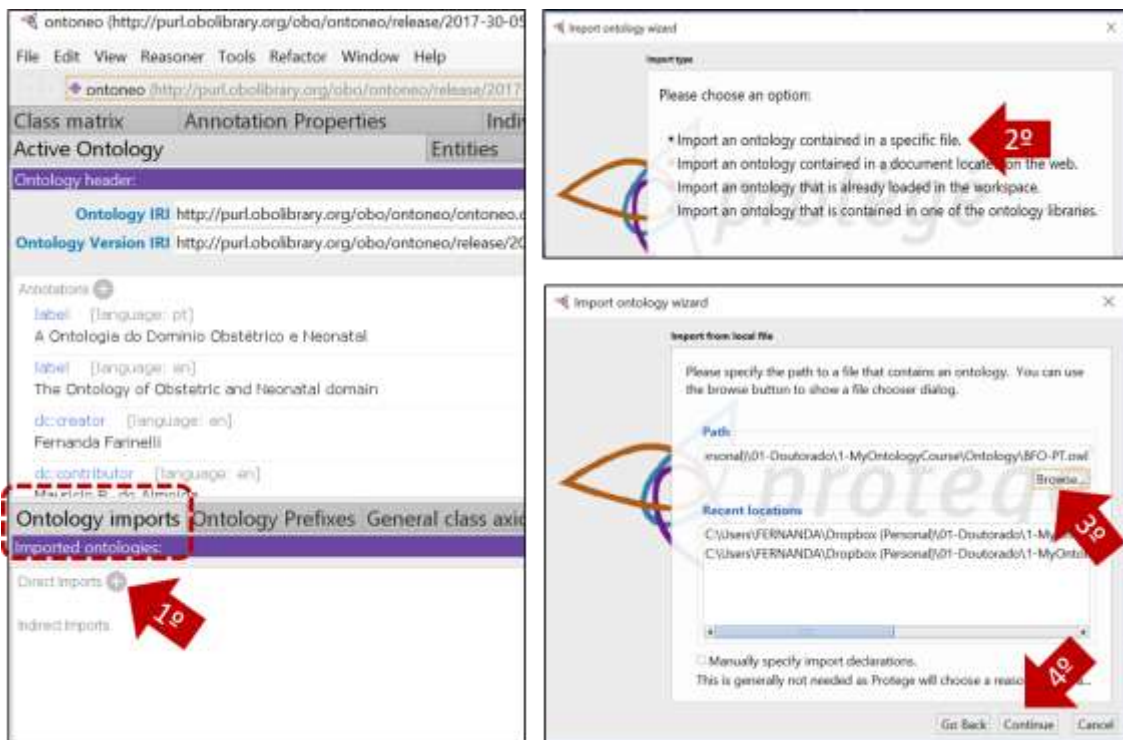 ontoneo (http://purl.obolibrary.org/obo/ontoneo/release/2017-30-05
File Edit View Reasoner Tools Refactor Window Help
ontoneo (http://purl.obolibrary.org/obo/ontoneo/release/2017
Class matrix Annotation Properties Indiv
Active Ontology Entities
Ontology header:
Ontology IRI http://purl.obolibrary.org/obo/ontoneo/ontoneo.o
Ontology Version IRI http://purl.obolibrary.org/obo/ontoneo/release/20
Annotations
label [language: pt]
A Ontologia do Domínio Obstétrico e Neonatal
label [language: en]
The Ontology of Obstetric and Neonatal domain
dc:creator [language: en]
Fernanda Farinelli
dc:contributor [language: en]
Mauricio B. de Almeida
Ontology imports Ontology Prefixes General class axio
Imported ontologies:
Direct Imports
1º
Indirect Imports
Import ontology wizard
Import type
Please choose an option:
Import an ontology contained in a specific file.
2º
Import an ontology contained in a document located on the web.
Import an ontology that is already loaded in the workspace.
Import an ontology that is contained in one of the ontology libraries.
protégé
Import ontology wizard
Import from local file
Please specify the path to a file that contains an ontology. You can use
the browse button to show a file chooser dialog.
Path
ersonal)\01-Doutorado\1-MyOntologyCourse\Ontology\BFO-PT.owl
Browse...
protégé
3º
Recent locations
C:\Users\FERNANDA\Dropbox (Personal)\01-Doutorado\1-My
C:\Users\FERNANDA\Dropbox (Personal)\01-Doutorado\1-MyOntol
Manually specify import declarations.
This is generally not needed as Protege will choose a
4º
Go Back Continue Cancel